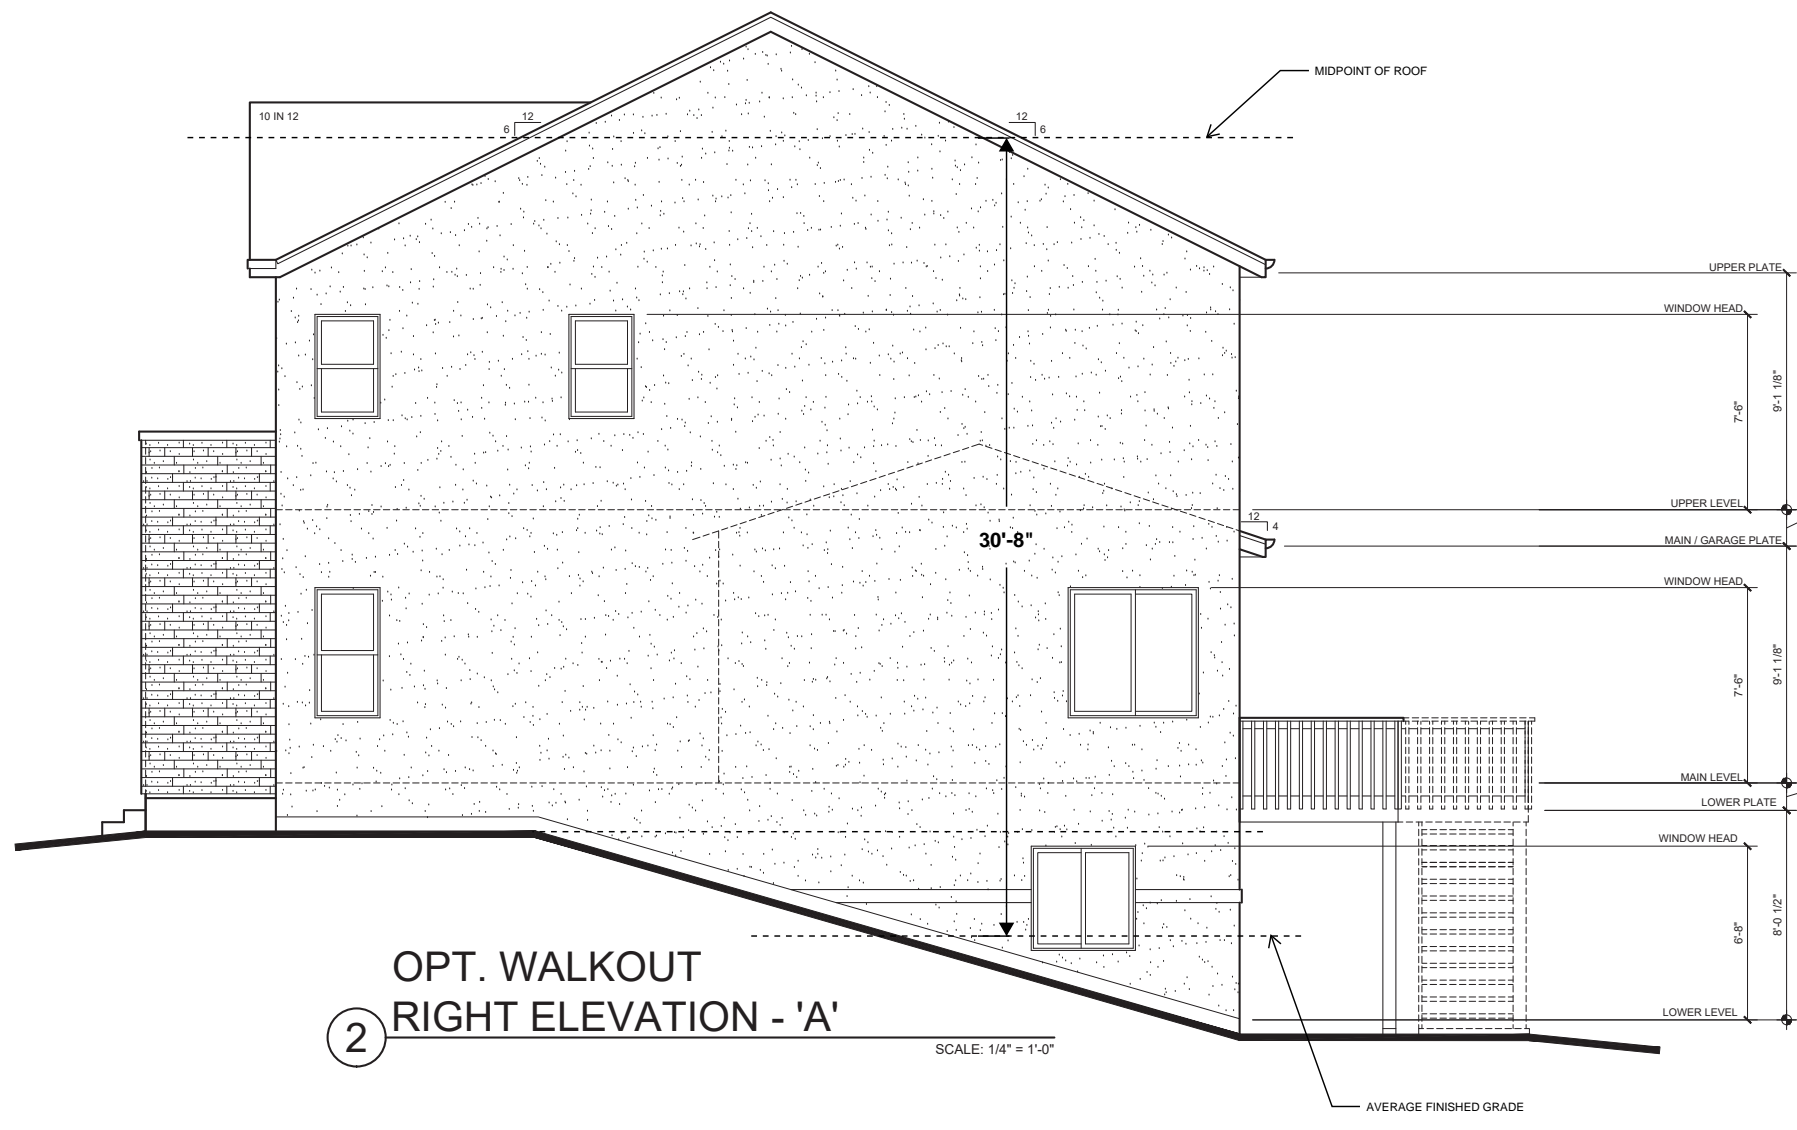 MIDPOINT OF ROOF
10 IN 12
12
6
12
6
UPPER PLATE
WINDOW HEAD
9'-1 1/8"
7'-6"
UPPER LEVEL
12
4
30'-8"
MAIN / GARAGE PLATE
WINDOW HEAD
9'-1 1/8"
7'-6"
MAIN LEVEL
LOWER PLATE
WINDOW HEAD
8'-0 1/2"
6'-8"
LOWER LEVEL
OPT. WALKOUT
2 RIGHT ELEVATION - 'A'
SCALE: 1/4" = 1'-0"
AVERAGE FINISHED GRADE